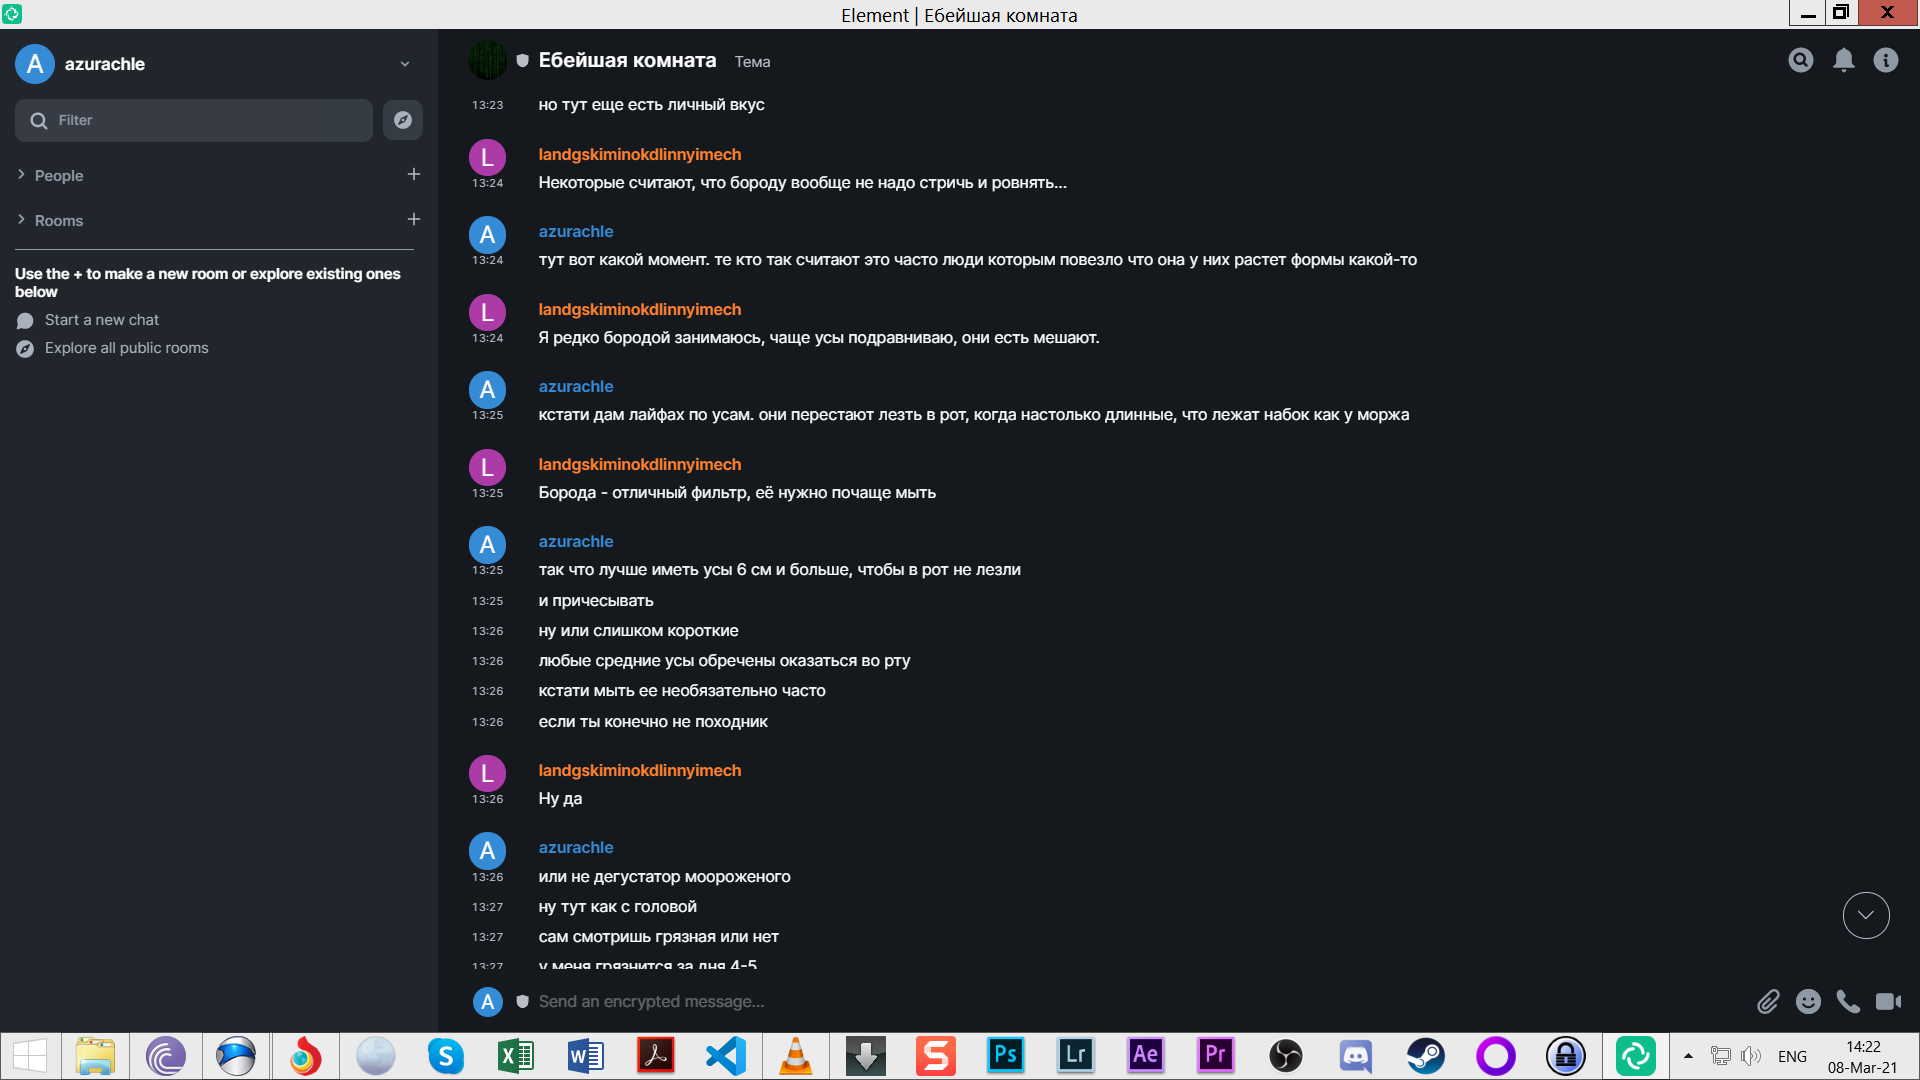 Element | Ебейшая комната
A azurachle
Filter
People
Rooms
Use the + to make a new room or explore existing ones
below
Start a new chat
Explore all public rooms
Ебейшая комната Тема
13:23 но тут еще есть личный вкус
L landgskiminokdlinnyimech
13:24 Некоторые считают, что бороду вообще не надо стричь и ровнять...
A azurachle
13:24 тут вот какой момент. те кто так считают это часто люди которым повезло что она у них растет формы какой-то
L landgskiminokdlinnyimech
13:24 Я редко бородой занимаюсь, чаще усы подравниваю, они есть мешают.
A azurachle
13:25 кстати дам лайфах по усам. они перестают лезть в рот, когда настолько длинные, что лежат набок как у моржа
L landgskiminokdlinnyimech
13:25 Борода - отличный фильтр, её нужно почаще мыть
A azurachle
13:25 так что лучше иметь усы 6 см и больше, чтобы в рот не лезли
13:25 и причесывать
13:26 ну или слишком короткие
13:26 любые средние усы обречены оказаться во рту
13:26 кстати мыть ее необязательно часто
13:26 если ты конечно не походник
L landgskiminokdlinnyimech
13:26 Ну да
A azurachle
13:26 или не дегустатор моороженого
13:27 ну тут как с головой
13:27 сам смотришь грязная или нет
13:27 у меня грязнится за дня 4-5
A Send an encrypted message...
S X W S Ps Lr Ae Pr
ENG
14:22
08-Mar-21